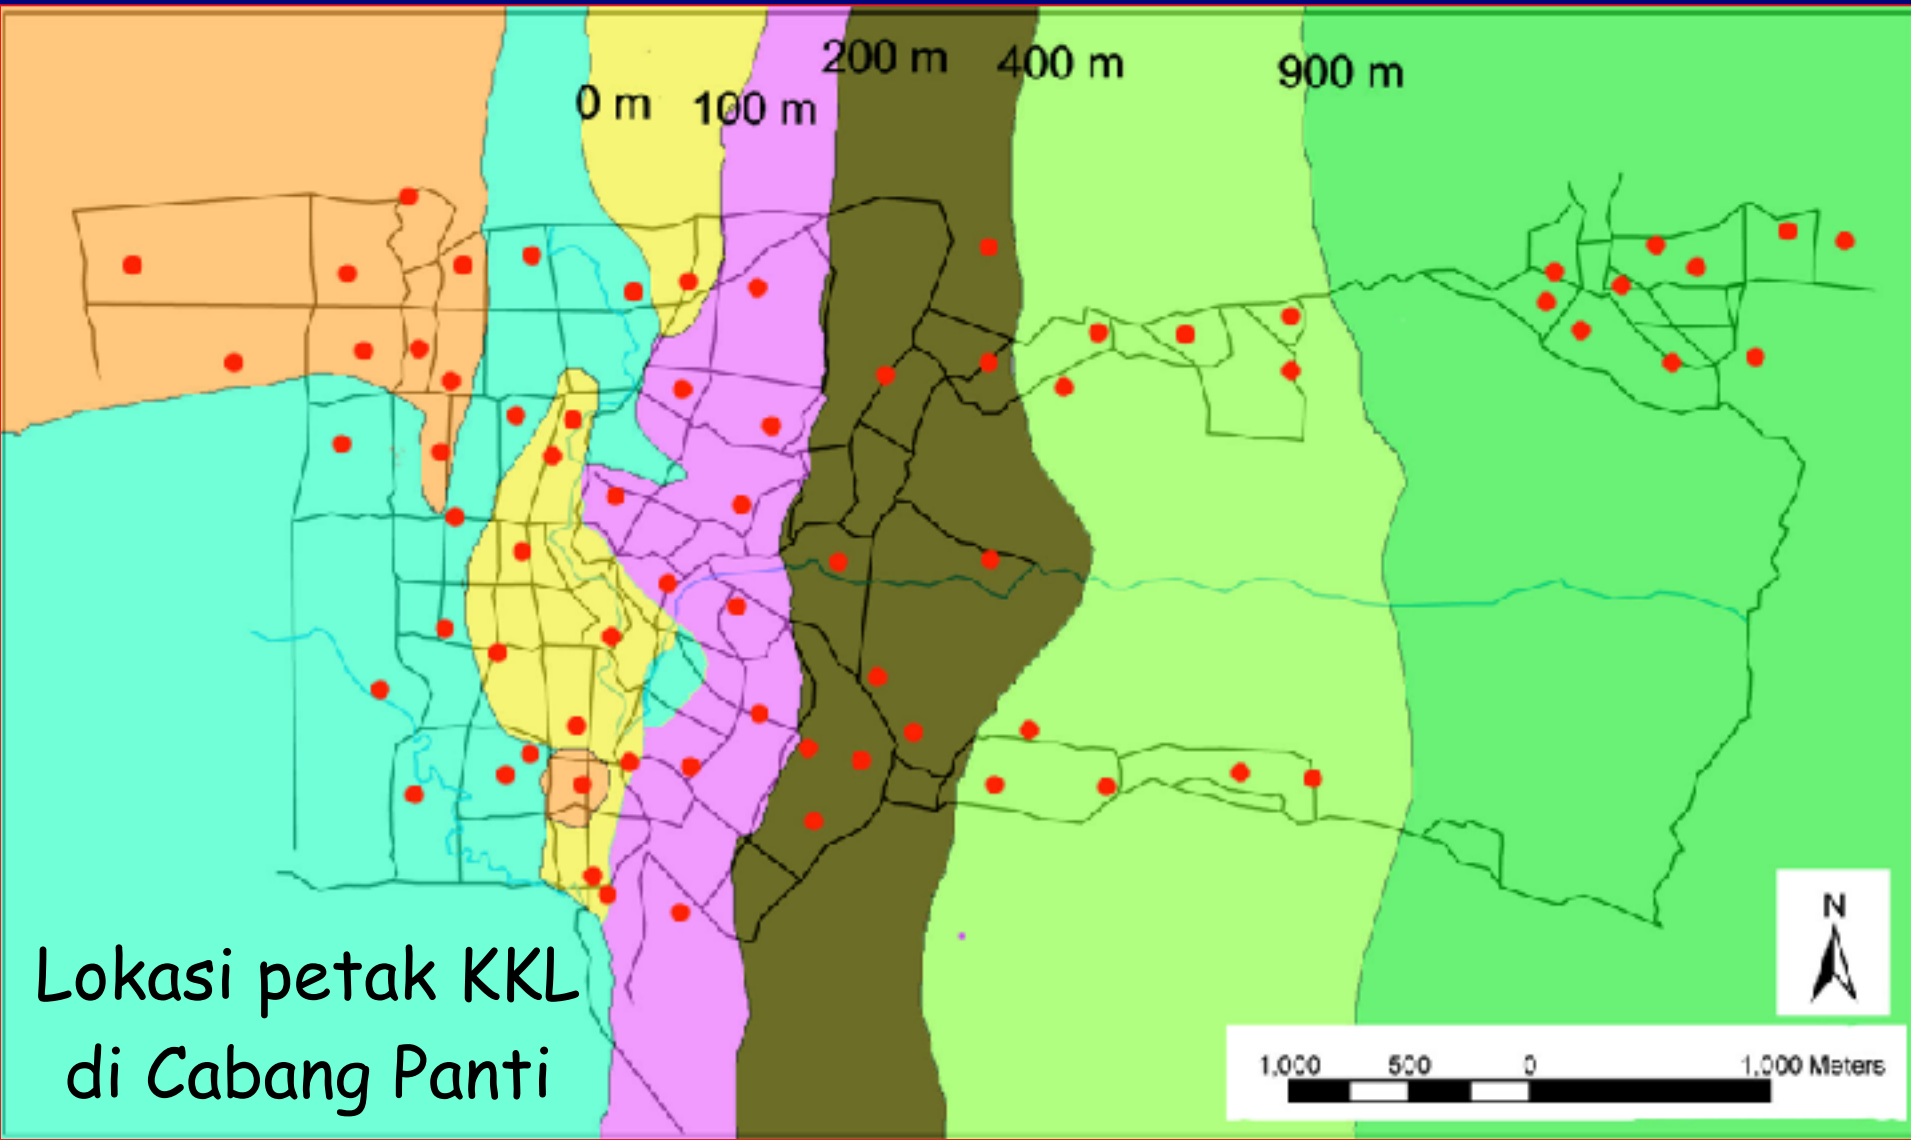 200 m
400 m
900 m
0 m
100 m
Lokasi petak KKL
di Cabang Panti
N
1,000 500 0 1,000 Meters